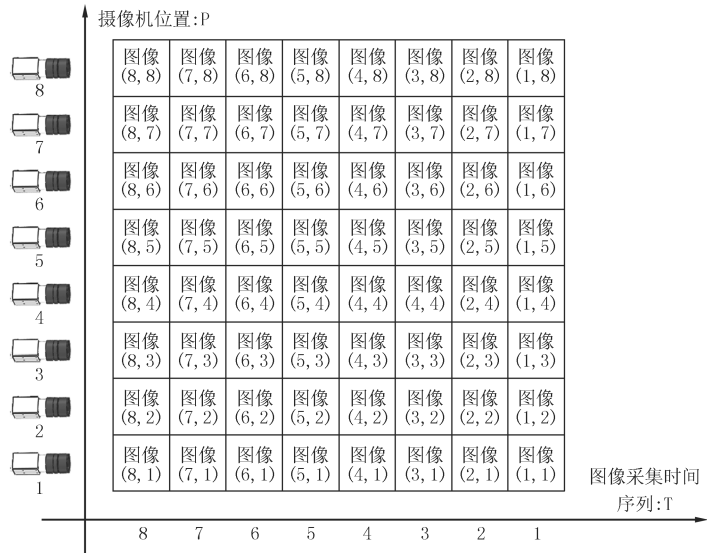 摄像机位置:P
图像 图像 图像 图像 图像 图像 图像 图像
(8,8) (7,8) (6,8) (5,8) (4,8) (3,8) (2,8) (1,8)
8
图像 图像 图像 图像 图像 图像 图像 图像
(8,7) (7,7) (6,7) (5,7) (4,7) (3,7) (2,7) (1,7)
7
图像 图像 图像 图像 图像 图像 图像 图像
(8,6) (7,6) (6,6) (5,6) (4,6) (3,6) (2,6) (1,6)
6
图像 图像 图像 图像 图像 图像 图像 图像
(8,5) (7,5) (6,5) (5,5) (4,5) (3,5) (2,5) (1,5)
5
图像 图像 图像 图像 图像 图像 图像 图像
(8,4) (7,4) (6,4) (5,4) (4,4) (4,4) (2,4) (1,4)
4
图像 图像 图像 图像 图像 图像 图像 图像
(8,3) (7,3) (6,3) (5,3) (4,3) (3,3) (2,3) (1,3)
3
图像 图像 图像 图像 图像 图像 图像 图像
(8,2) (7,2) (6,2) (5,2) (4,2) (3,2) (2,2) (1,2)
2
图像 图像 图像 图像 图像 图像 图像 图像
(8,1) (7,1) (6,1) (5,1) (4,1) (3,1) (2,1) (1,1)
1
图像采集时间
序列:T
8 7 6 5 4 3 2 1